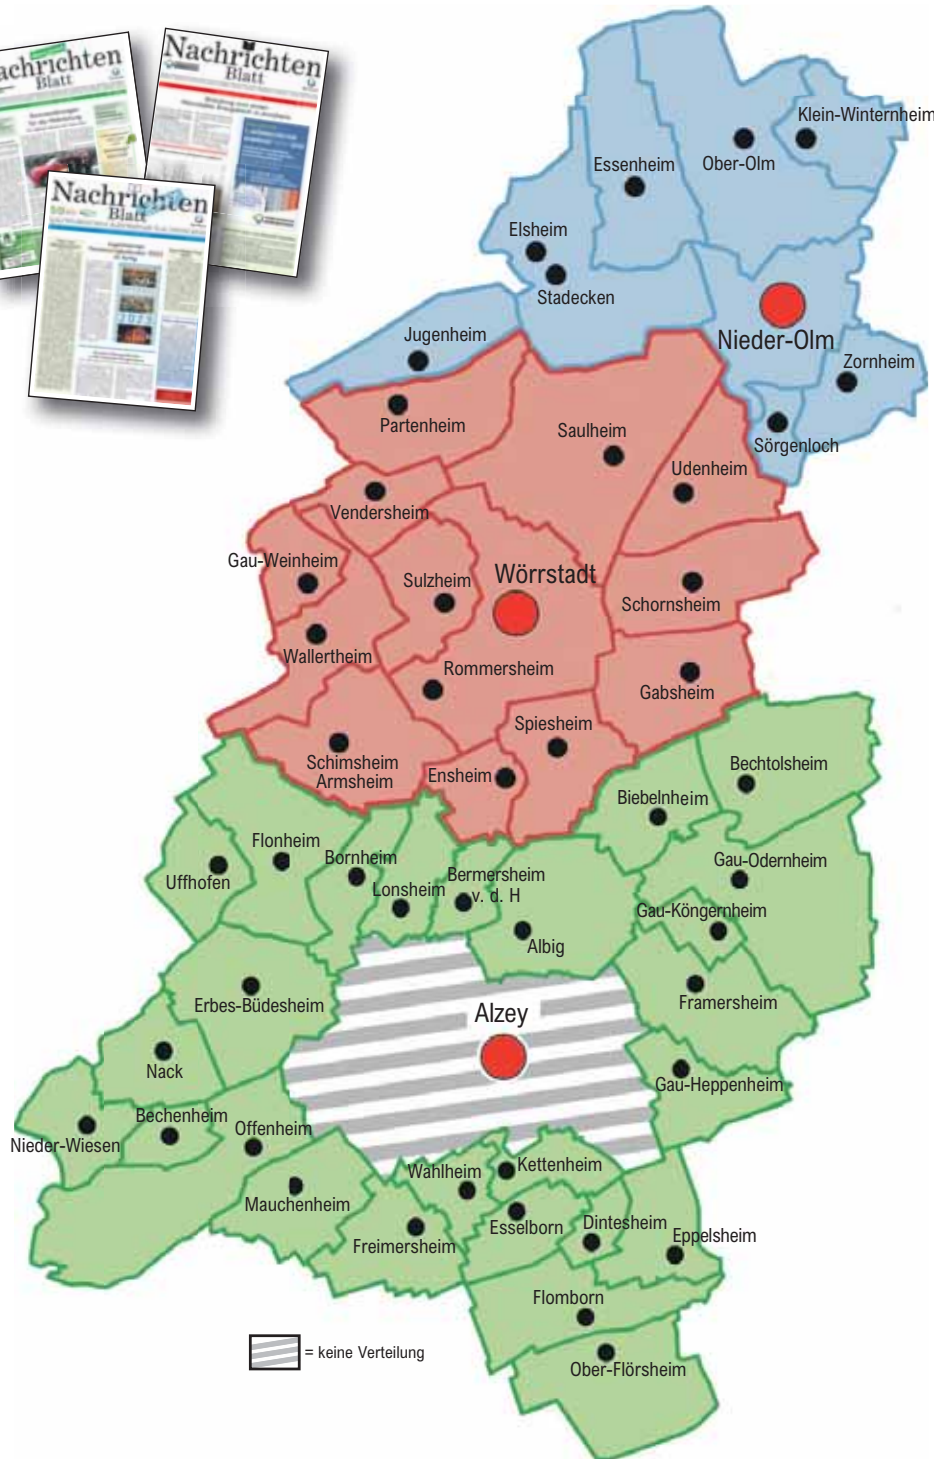 achrichten
Blatt
Nachrichten
Blatt
Nachrichten
Blatt
Klein-Winternheim
Ober-Olm
Essenheim
Elsheim
Stadecken
Nieder-Olm
Jugenheim
Zornheim
Partenheim
Saulheim
Sörgenloch
Udenheim
Vendersheim
Gau-Weinheim
Sulzheim
Wörrstadt
Schornsheim
Wallertheim
Rommersheim
Gabsheim
Spiesheim
Schimsheim
Armsheim
Ensheim
Bechtolsheim
Biebelnheim
Flonheim
Bornheim
Gau-Odernheim
Uffhofen
Lonsheim
Bermersheim
v. d. H
Gau-Köngernheim
Albig
Erbes-Büdesheim
Framersheim
Alzey
Nack
Gau-Heppenheim
Bechenheim
Offenheim
Nieder-Wiesen
Wahlheim
Kettenheim
Mauchenheim
Esselborn
Dintesheim
Freimersheim
Eppelsheim
Flomborn
= keine Verteilung
Ober-Flörsheim